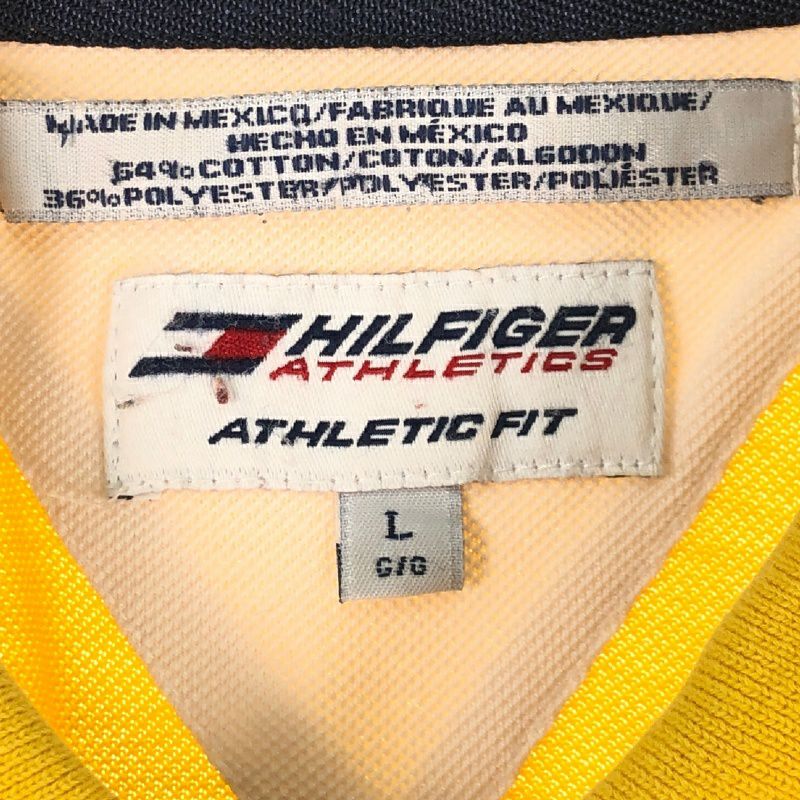 MADE IN MEXICO/FABRIQUE AU MEXIQUE/
HECHO EN MÉXICO
64% COTTON/COTON/ALGODON
36% POLYESTER/POLYESTER/POLIÉSTER
HILFIGER
ATHLETICS
ATHLETIC FIT
L
G/G